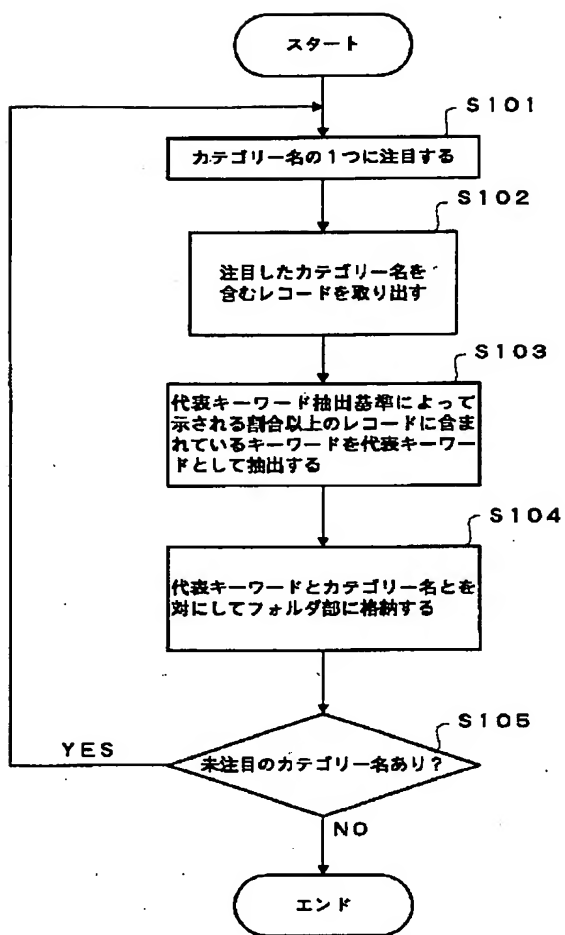 スタート
S101
カテゴリー名の1つに注目する
S102
注目したカテゴリー名を
含むレコードを取り出す
S103
代表キーワード抽出基準によって
示される割合以上のレコードに含ま
れているキーワードを代表キーワー
ドとして抽出する
S104
代表キーワードとカテゴリー名とを
対にしてフォルダ部に格納する
S105
YES
未注目のカテゴリー名あり?
NO
エンド